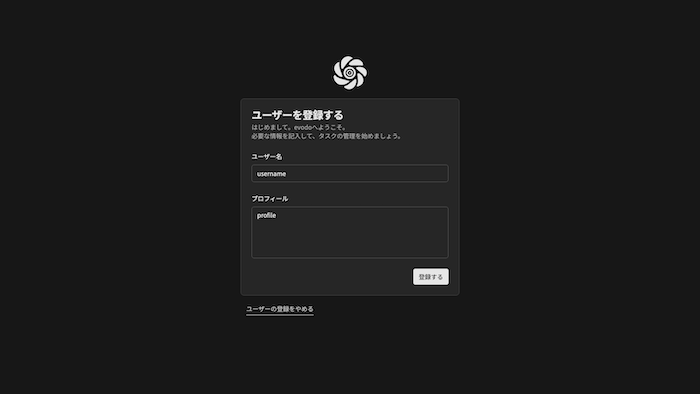 ユーザーを登録する
はじめまして。evodoへようこそ。
必要な情報を記入して、タスクの管理を始めましょう。
ユーザー名
username
プロフィール
profile
登録する
ユーザーの登録をやめる